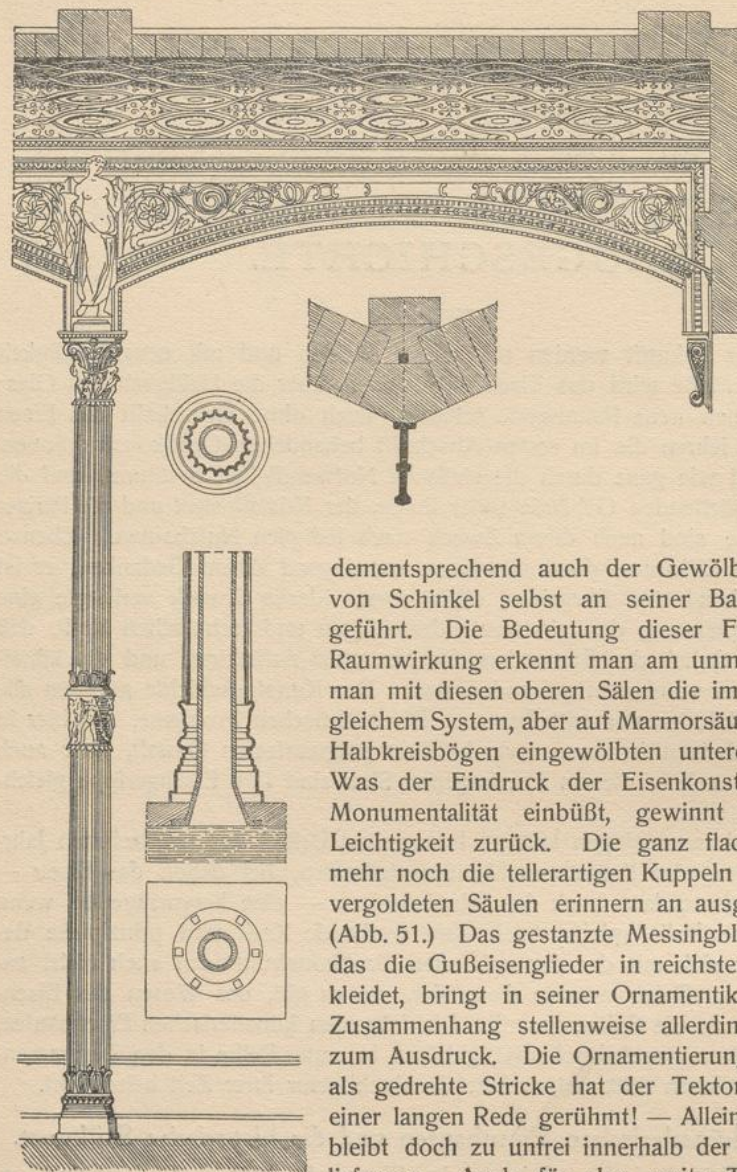 dementsprechend auch der Gewölb
von Schinkel selbst an seiner Ba
geführt. Die Bedeutung dieser F
Raumwirkung erkennt man am unm
man mit diesen oberen Sälen die im
gleichem System, aber auf Marmorsäu
Halbkreisbögen eingewölbten unter
Was der Eindruck der Eisenkonst
Monumentalität einbüßt, gewinnt
Leichtigkeit zurück. Die ganz flac
mehr noch die tellerartigen Kuppeln
vergoldeten Säulen erinnern an ausg
(Abb. 51.) Das gestanzte Messingbl
das die Gußeisenglieder in reichste
kleidet, bringt in seiner Ornamentik
Zusammenhang stellenweise allerdin
zum Ausdruck. Die Ornamentierun
als gedrehte Stricke hat der Tekto
einer langen Rede gerühmt! — Allein
bleibt doch zu unfrei innerhalb der